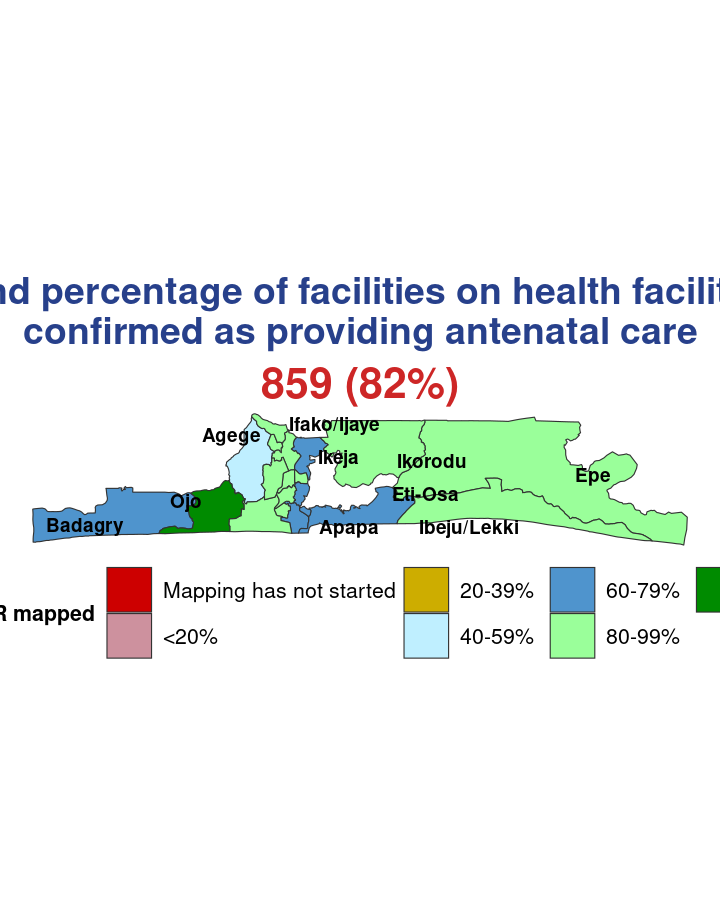 nd percentage of facilities on health facilit
confirmed as providing antenatal care
859 (82%)
Ifako/Ijaye
Agege
Ikeja
Ikorodu
Epe
Eti-Osa
Ojo
Badagry
Apapa
Ibeju/Lekki
R mapped
Mapping has not started
<20%
20-39%
40-59%
60-79%
80-99%